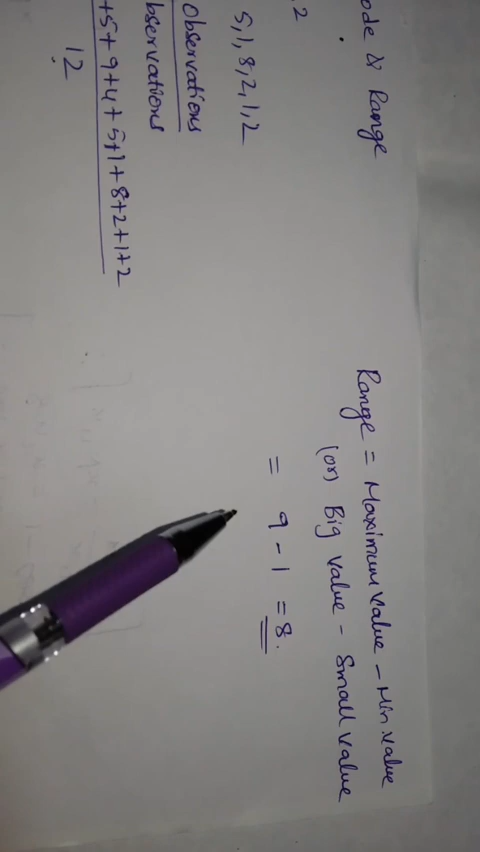 ode & Range
, 2
5, 1, 8, 2, 1, 2
Observations
bservations
+5+9+4+5+1+8+2+1+2
12
Range = Maximum value - Min value
(or) Big value - Small value
= 9 - 1 = 8.